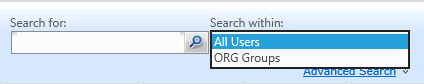 Search for: Search within:
All Users
ORG Groups
Advanced Search